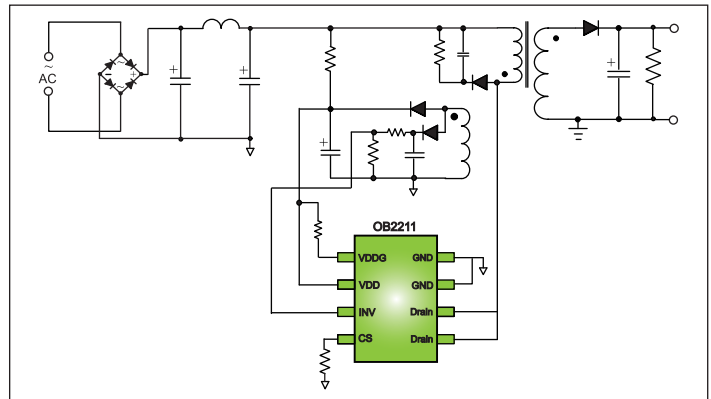 ~
AC
~
~
-
+
+
+
+
+
OB2211
VDDG
GND
VDD
GND
INV
Drain
CS
Drain